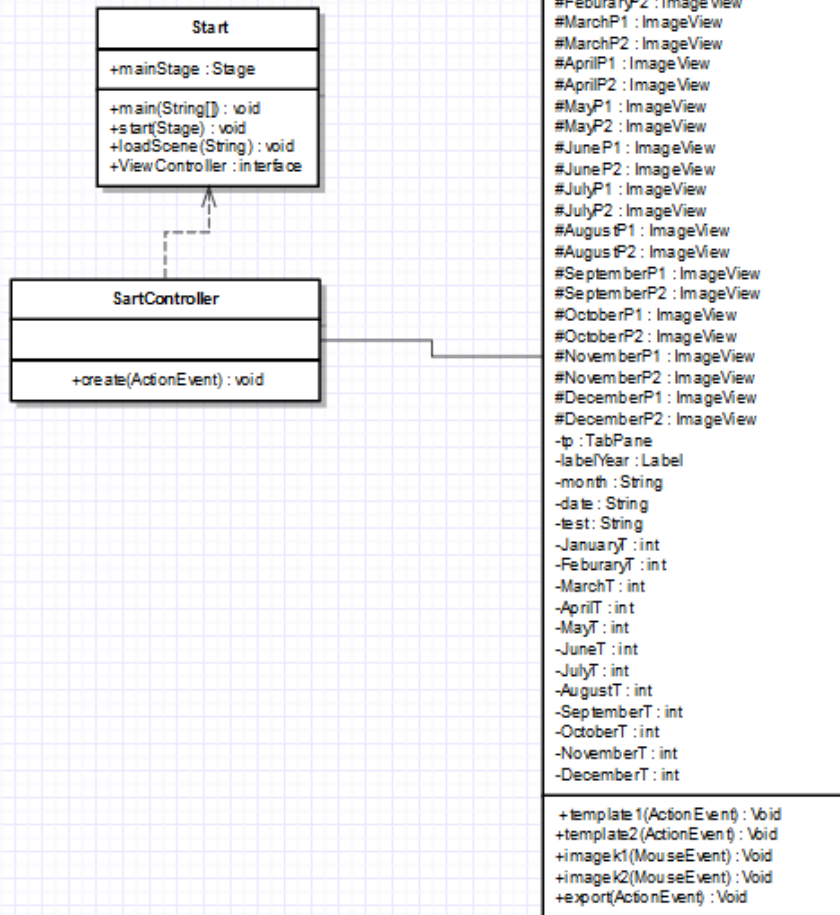 Start
+mainStage : Stage
+main(String[]) : void
+start(Stage) : void
+loadScene(String) : void
+ViewController : interface
SartController
+create(ActionEvent) : void
#FeburaryP2 : ImageView
#MarchP1 : ImageView
#MarchP2 : ImageView
#AprilP1 : ImageView
#AprilP2 : ImageView
#MayP1 : ImageView
#MayP2 : ImageView
#JuneP1 : ImageView
#JuneP2 : ImageView
#JulyP1 : ImageView
#JulyP2 : ImageView
#AugustP1 : ImageView
#AugustP2 : ImageView
#SeptemberP1 : ImageView
#SeptemberP2 : ImageView
#OctoberP1 : ImageView
#OctoberP2 : ImageView
#NovemberP1 : ImageView
#NovemberP2 : ImageView
#DecemberP1 : ImageView
#DecemberP2 : ImageView
-tp : TabPane
-labelYear : Label
-month : String
-date : String
-test : String
-JanuaryT : int
-FeburaryT : int
-MarchT : int
-AprilT : int
-MayT : int
-JuneT : int
-JulyT : int
-AugustT : int
-SeptemberT : int
-OctoberT : int
-NovemberT : int
-DecemberT : int
+template1(ActionEvent) : Void
+template2(ActionEvent) : Void
+imagek1(MouseEvent) : Void
+imagek2(MouseEvent) : Void
+export(ActionEvent) : Void